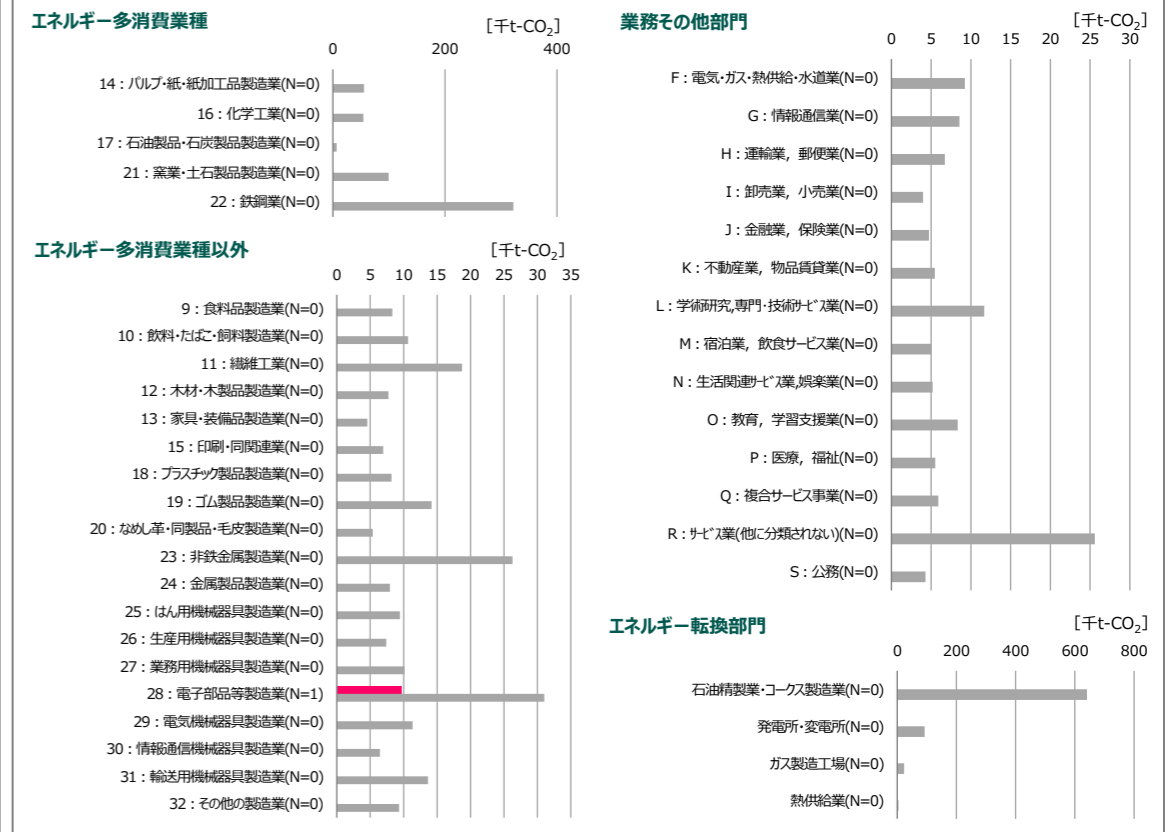 エネルギー多消費業種
[千t-CO2]
0 200 400
14：パルプ・紙・紙加工品製造業(N=0)
16：化学工業(N=0)
17：石油製品・石炭製品製造業(N=0)
21：窯業・土石製品製造業(N=0)
22：鉄鋼業(N=0)
エネルギー多消費業種以外
[千t-CO2]
0 5 10 15 20 25 30 35
9：食料品製造業(N=0)
10：飲料・たばこ・飼料製造業(N=0)
11：繊維工業(N=0)
12：木材・木製品製造業(N=0)
13：家具・装備品製造業(N=0)
15：印刷・同関連業(N=0)
18：プラスチック製品製造業(N=0)
19：ゴム製品製造業(N=0)
20：なめし革・同製品・毛皮製造業(N=0)
23：非鉄金属製造業(N=0)
24：金属製品製造業(N=0)
25：はん用機械器具製造業(N=0)
26：生産用機械器具製造業(N=0)
27：業務用機械器具製造業(N=0)
28：電子部品等製造業(N=1)
29：電気機械器具製造業(N=0)
30：情報通信機械器具製造業(N=0)
31：輸送用機械器具製造業(N=0)
32：その他の製造業(N=0)
業務その他部門
[千t-CO2]
0 5 10 15 20 25 30
F：電気・ガス・熱供給・水道業(N=0)
G：情報通信業(N=0)
H：運輸業，郵便業(N=0)
I：卸売業，小売業(N=0)
J：金融業，保険業(N=0)
K：不動産業，物品賃貸業(N=0)
L：学術研究,専門・技術ｻｰﾋﾞｽ業(N=0)
M：宿泊業，飲食サービス業(N=0)
N：生活関連ｻｰﾋﾞｽ業,娯楽業(N=0)
O：教育，学習支援業(N=0)
P：医療，福祉(N=0)
Q：複合サービス事業(N=0)
R：ｻｰﾋﾞｽ業(他に分類されない)(N=0)
S：公務(N=0)
エネルギー転換部門
[千t-CO2]
0 200 400 600 800
石油精製業・コークス製造業(N=0)
発電所・変電所(N=0)
ガス製造工場(N=0)
熱供給業(N=0)